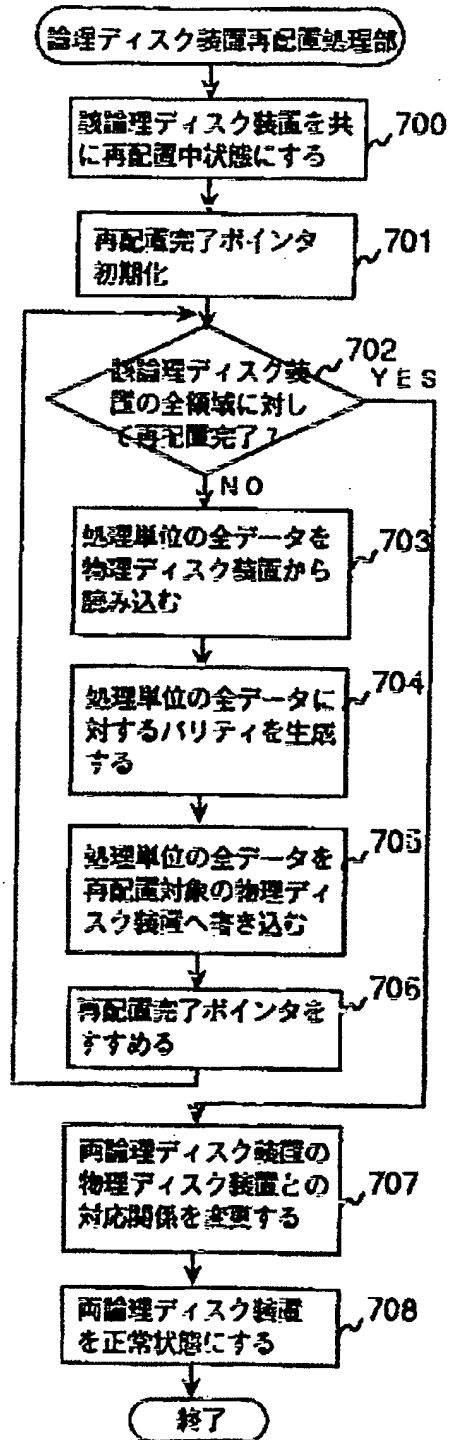 論理ディスク装置再配置処理部
該論理ディスク装置を共
に再配置中状態にする
700
再配置完了ポインタ
初期化
701
該論理ディスク装
置の全領域に対し
て再配置完了?
702
YES
NO
処理単位の全データを
物理ディスク装置から
読み込む
703
処理単位の全データに
対するパリティを生成
する
704
処理単位の全データを
再配置対象の物理ディ
スク装置へ書き込む
705
再配置完了ポインタを
すすめる
706
両論理ディスク装置の
物理ディスク装置との
対応関係を変更する
707
両論理ディスク装置
を正常状態にする
708
終了